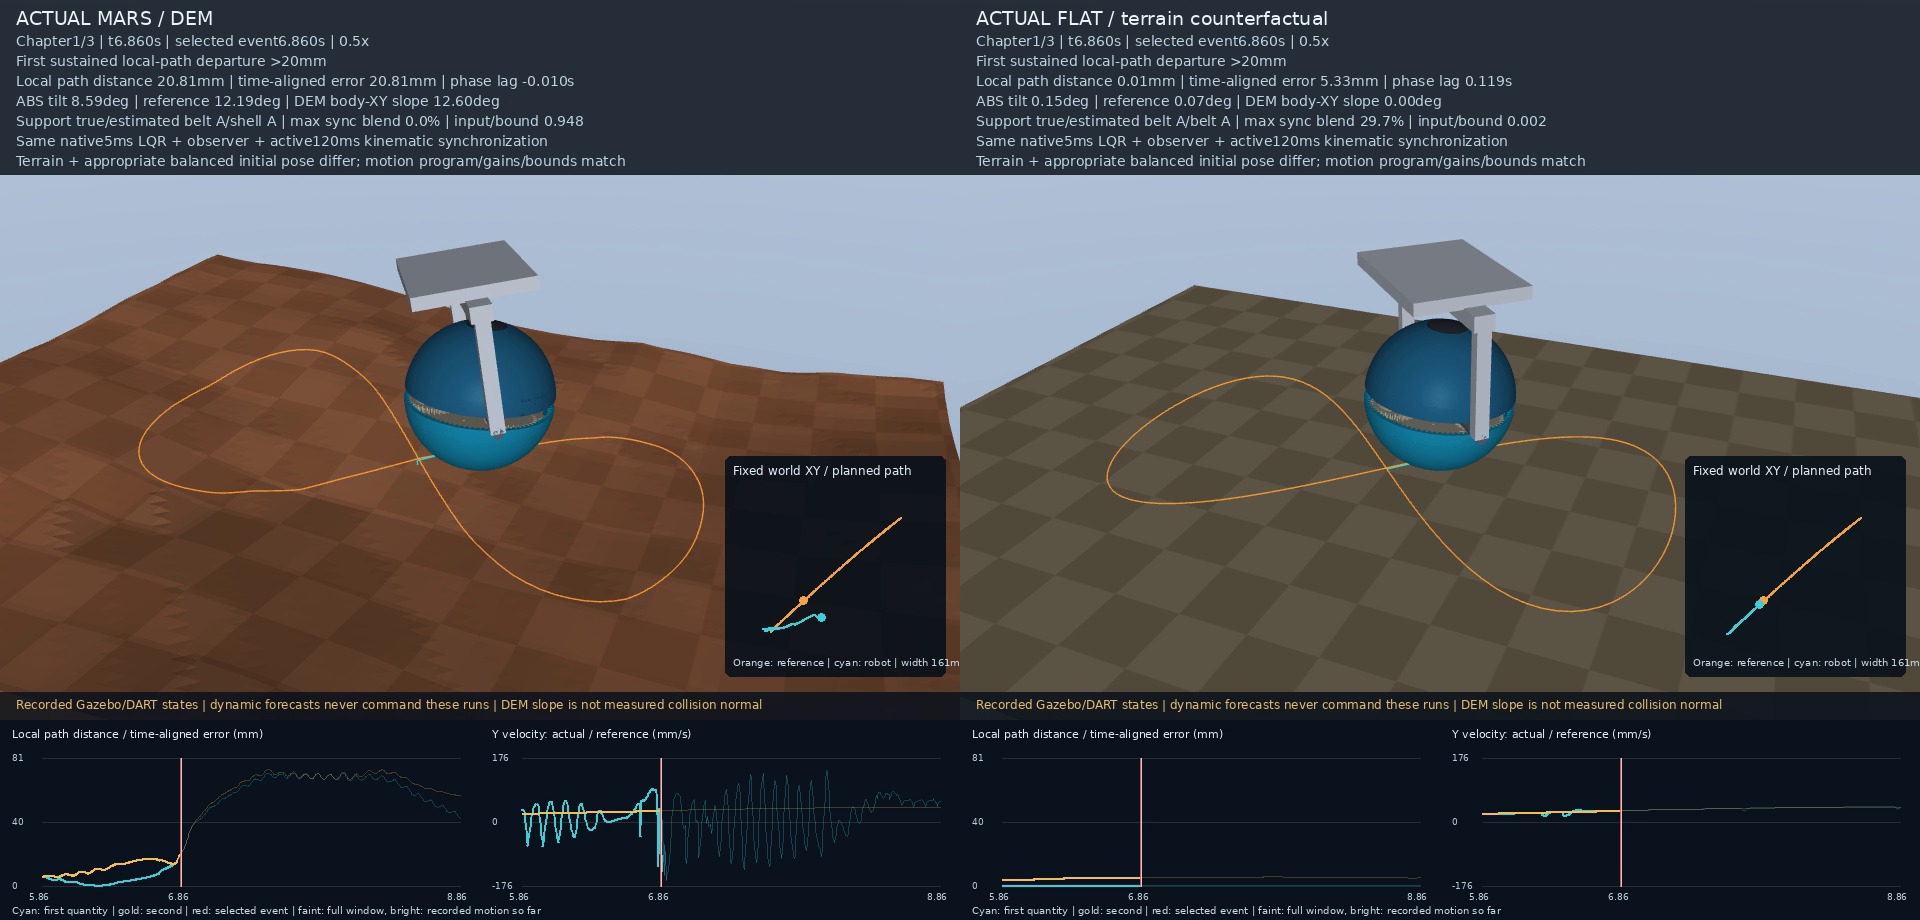 ACTUAL MARS / DEM
Chapter1/3 | t6.860s | selected event6.860s | 0.5x
First sustained local-path departure >20mm
Local path distance 20.81mm | time-aligned error 20.81mm | phase lag -0.010s
ABS tilt 8.59deg | reference 12.19deg | DEM body-XY slope 12.60deg
Support true/estimated belt A/shell A | max sync blend 0.0% | input/bound 0.948
Same native5ms LQR + observer + active120ms kinematic synchronization
Terrain + appropriate balanced initial pose differ; motion program/gains/bounds match
Fixed world XY / planned path
Orange: reference | cyan: robot | width 161m
Recorded Gazebo/DART states | dynamic forecasts never command these runs | DEM slope is not measured collision normal
Local path distance / time-aligned error (mm)
81
40
0
5.86
6.86
8.86
Y velocity: actual / reference (mm/s)
176
0
-176
5.86
6.86
8.86
Cyan: first quantity | gold: second | red: selected event | faint: full window, bright: recorded motion so far
ACTUAL FLAT / terrain counterfactual
Chapter1/3 | t6.860s | selected event6.860s | 0.5x
First sustained local-path departure >20mm
Local path distance 0.01mm | time-aligned error 5.33mm | phase lag 0.119s
ABS tilt 0.15deg | reference 0.07deg | DEM body-XY slope 0.00deg
Support true/estimated belt A/belt A | max sync blend 29.7% | input/bound 0.002
Same native5ms LQR + observer + active120ms kinematic synchronization
Terrain + appropriate balanced initial pose differ; motion program/gains/bounds match
Fixed world XY / planned path
Orange: reference | cyan: robot | width 161m
Recorded Gazebo/DART states | dynamic forecasts never command these runs | DEM slope is not measured collision normal
Local path distance / time-aligned error (mm)
81
40
0
5.86
6.86
8.86
Y velocity: actual / reference (mm/s)
176
0
-176
5.86
6.86
8.86
Cyan: first quantity | gold: second | red: selected event | faint: full window, bright: recorded motion so far